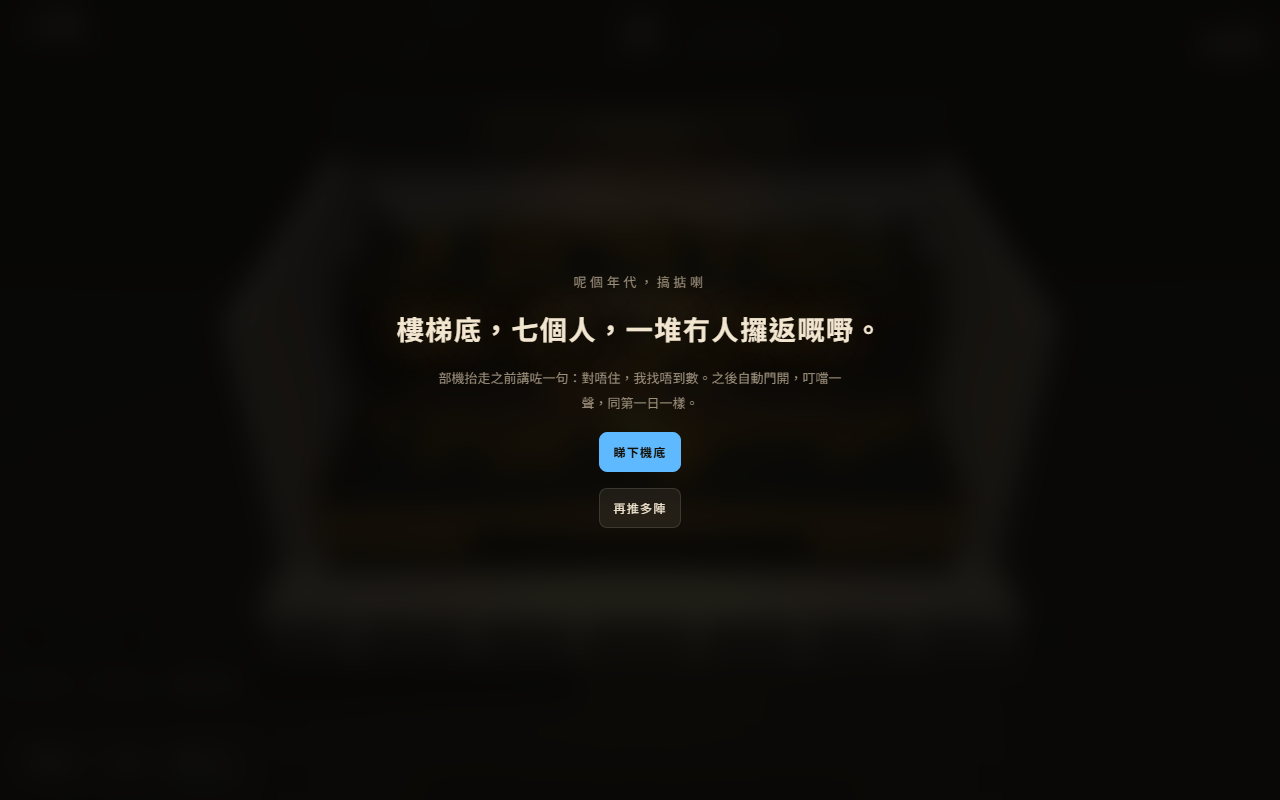 呢個年代，搞掂喇
樓梯底，七個人，一堆冇人攞返嘅嘢。
部機抬走之前講咗一句：對唔住，我找唔到數。之後自動門開，叮噹一
聲，同第一日一樣。
睇下機底
再推多陣